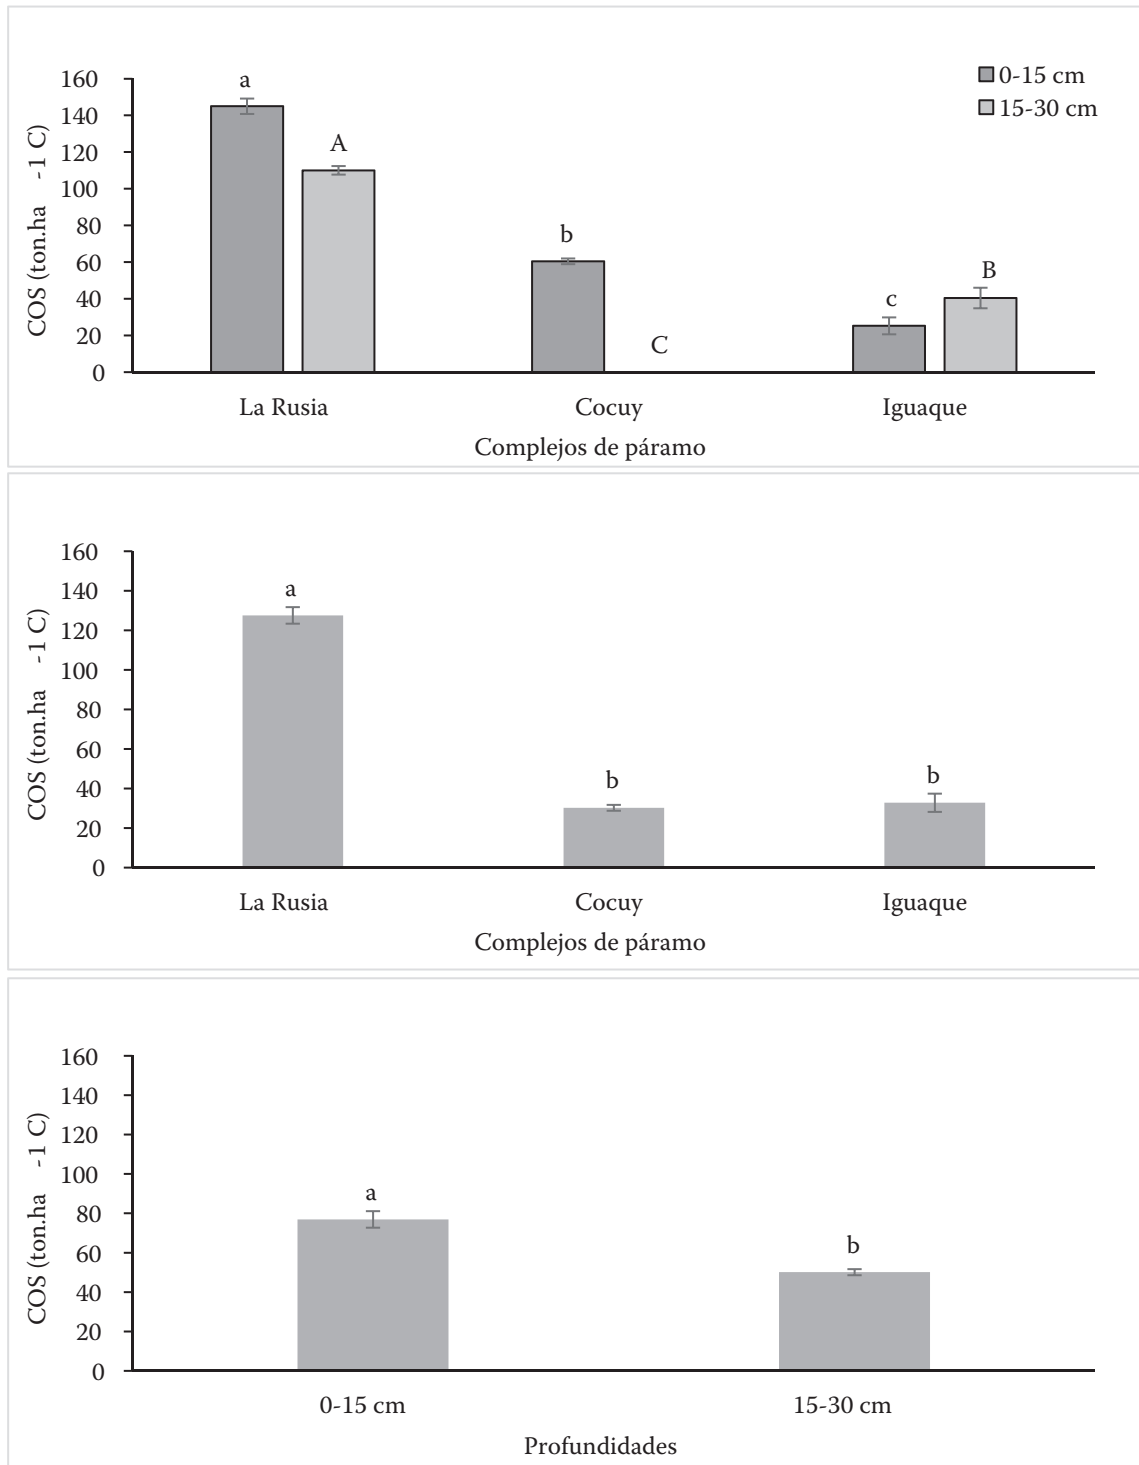 0-15 cm
15-30 cm
COS (ton.ha -1 C)
160
140
120
100
80
60
40
20
0
a
A
b
C
c
B
La Rusia
Cocuy
Iguaque
Complejos de páramo
COS (ton.ha -1 C)
160
140
120
100
80
60
40
20
0
a
b
b
La Rusia
Cocuy
Iguaque
Complejos de páramo
COS (ton.ha -1 C)
160
140
120
100
80
60
40
20
0
a
b
0-15 cm
15-30 cm
Profundidades